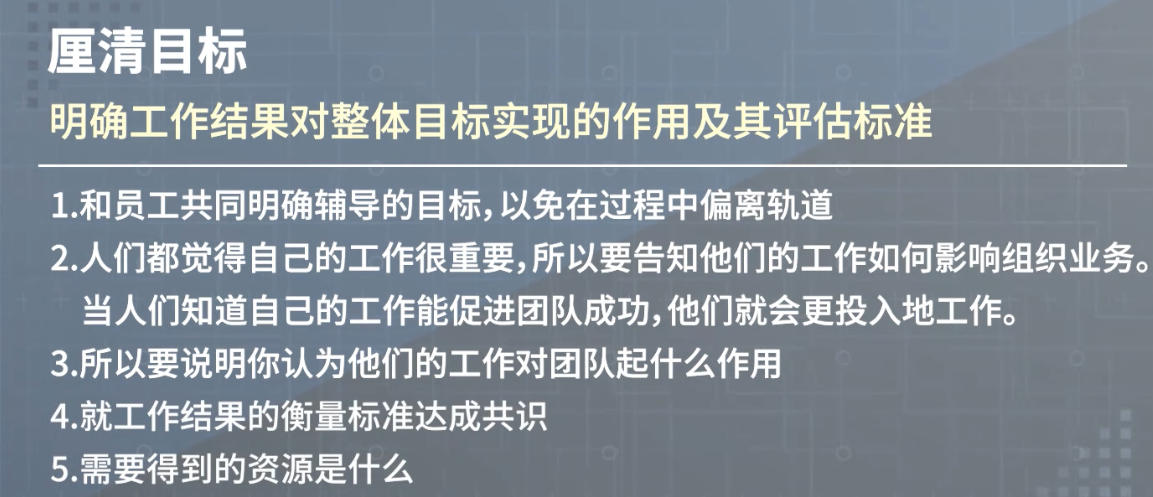 厘清目标
明确工作结果对整体目标实现的作用及其评估标准
1.和员工共同明确辅导的目标,以免在过程中偏离轨道
2.人们都觉得自己的工作很重要,所以要告知他们的工作如何影响组织业务。
当人们知道自己的工作能促进团队成功,他们就会更投入地工作。
3.所以要说明你认为他们的工作对团队起什么作用
4.就工作结果的衡量标准达成共识
5.需要得到的资源是什么